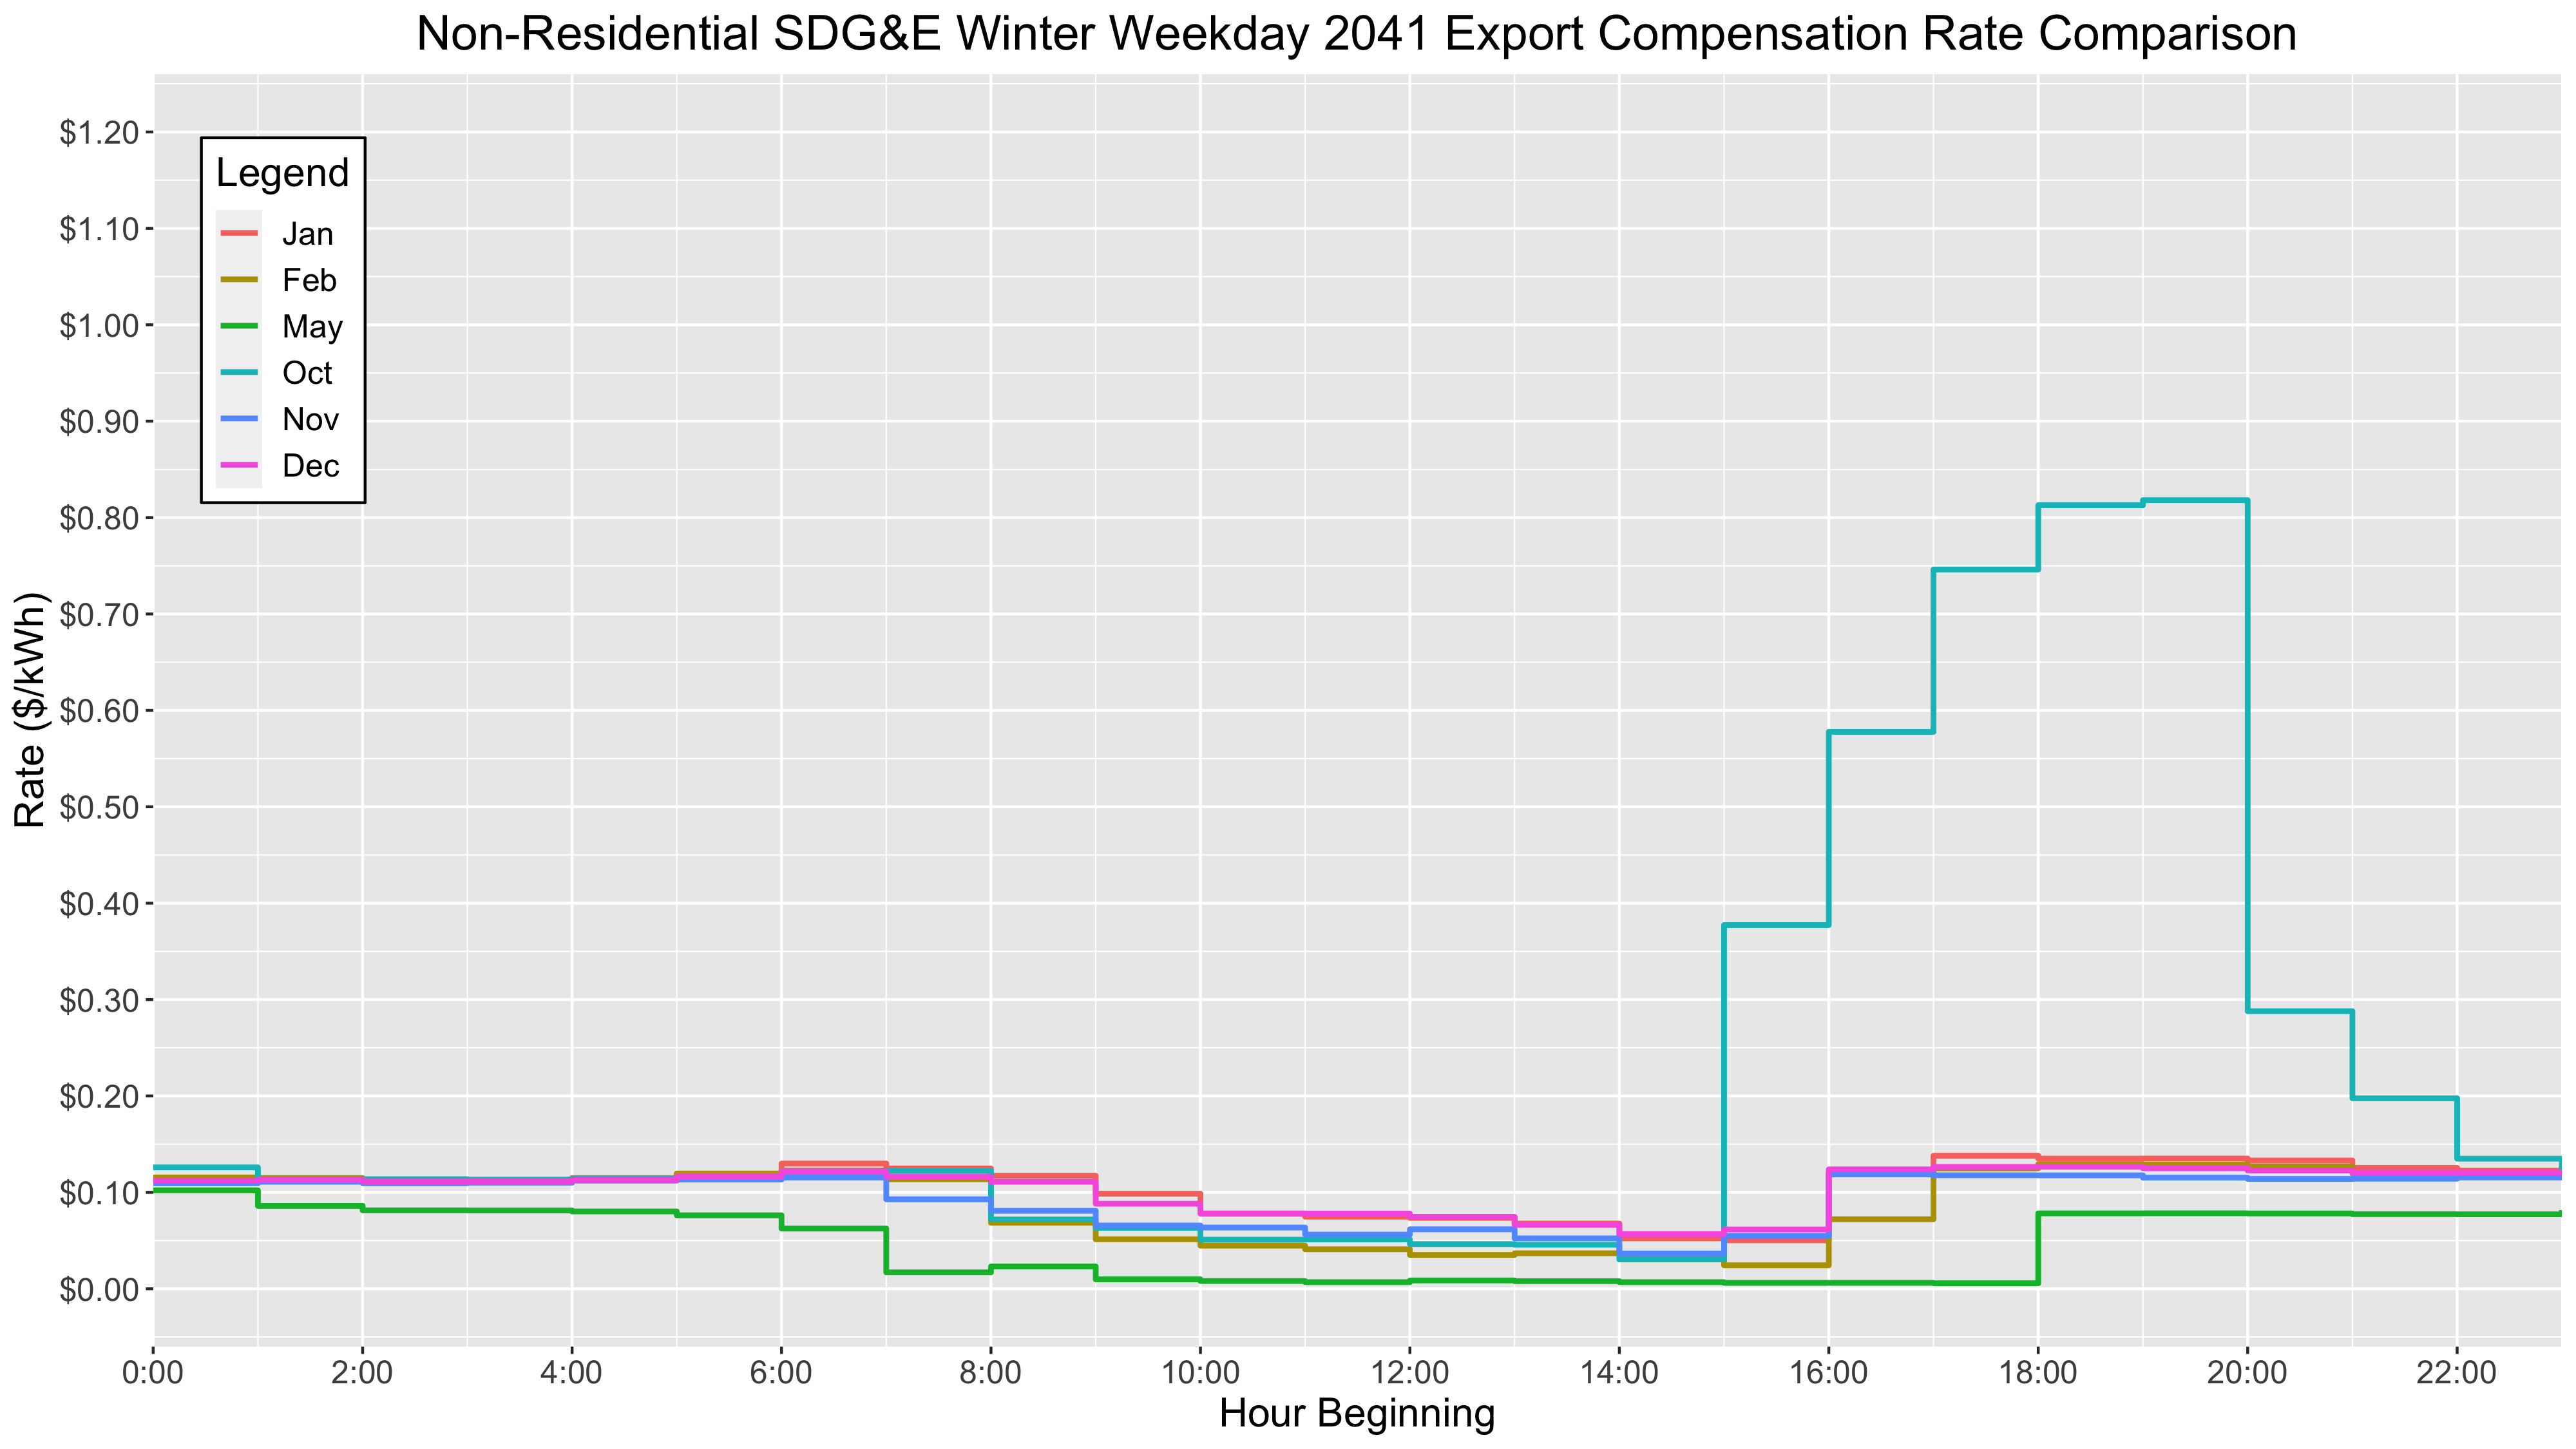 Non-Residential SDG&E Winter Weekday 2041 Export Compensation Rate Comparison
Legend
Jan
Feb
May
Oct
Nov
Dec
Rate ($/kWh)
$1.20
$1.10
$1.00
$0.90
$0.80
$0.70
$0.60
$0.50
$0.40
$0.30
$0.20
$0.10
$0.00
0:00 2:00 4:00 6:00 8:00 10:00 12:00 14:00 16:00 18:00 20:00 22:00
Hour Beginning